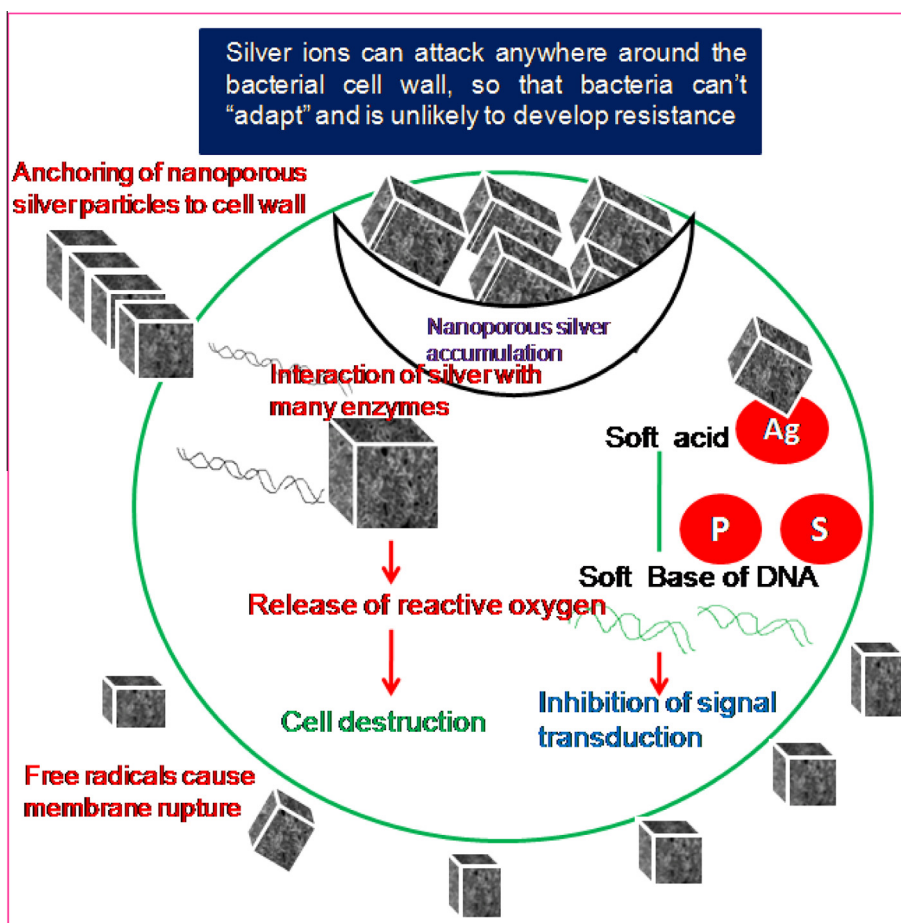 Silver ions can attack anywhere around the
bacterial cell wall, so that bacteria can’t
“adapt” and is unlikely to develop resistance
Anchoring of nanoporous
silver particles to cell wall
Nanoporous silver
accumulation
Interaction of silver with
many enzymes
Soft acid
Ag
P
S
Soft Base of DNA
Release of reactive oxygen
Cell destruction
Inhibition of signal
transduction
Free radicals cause
membrane rupture